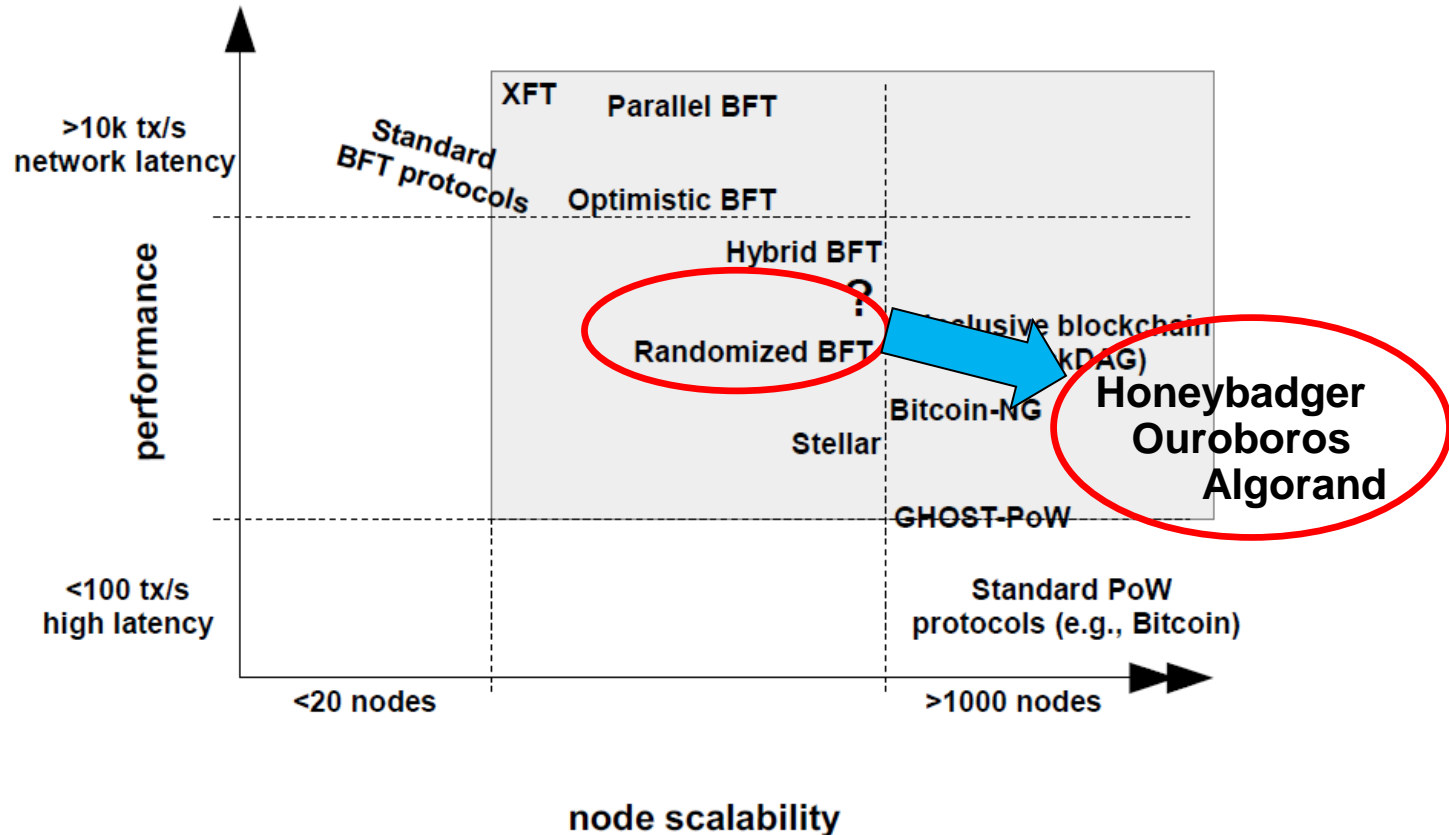 XFT
Parallel BFT
>10k tx/s
network latency
Standard
BFT protocols
Optimistic BFT
Hybrid BFT
?
performance
Randomized BFT
blockchain
Honeybadger
Ouroboros
Algorand
Bitcoin-NG
Stellar
GHOST-PoW
<100 tx/s
high latency
Standard PoW
protocols (e.g., Bitcoin)
<20 nodes
>1000 nodes
node scalability